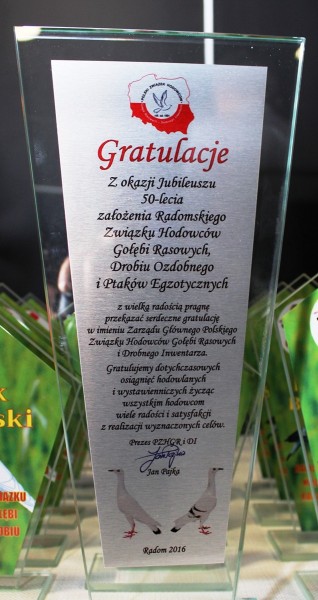 Gratulacje
Z okazji Jubileuszu
50-lecia
założenia Radomskiego
Związku Hodowców
Gołębi Rasowych,
Drobiu Ozdobnego
i Ptaków Egzotycznych
z wielką radością pragnę
przekazać serdeczne gratulacje
w imieniu Zarządu Głównego Polskiego
Związku Hodowców Gołębi Rasowych
i Drobnego Inwentarza.
Gratulujemy dotychczasowych
osiągnięć hodowlanych
i wystawienniczych życząc
wszystkim hodowcom
wiele radości i satysfakcji
z realizacji wyznaczonych celów.
Prezes PZHGR i DI
Jan Pajka
Radom 2016